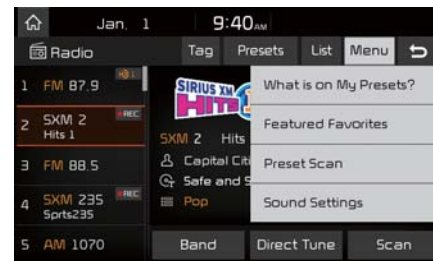 Jan. 1 9:40 AM
Radio Tag Presets List Menu
1 FM 87.9
2 SXM 2 REC
Hits 1
3 FM 88.5
4 SXM 235 REC
Sprts235
5 AM 1070
SIRIUS XM
HITS 1
SXM 2 Hits
Capital Citi
Safe and S
Pop
What is on My Presets?
Featured Favorites
Preset Scan
Sound Settings
Band Direct Tune Scan